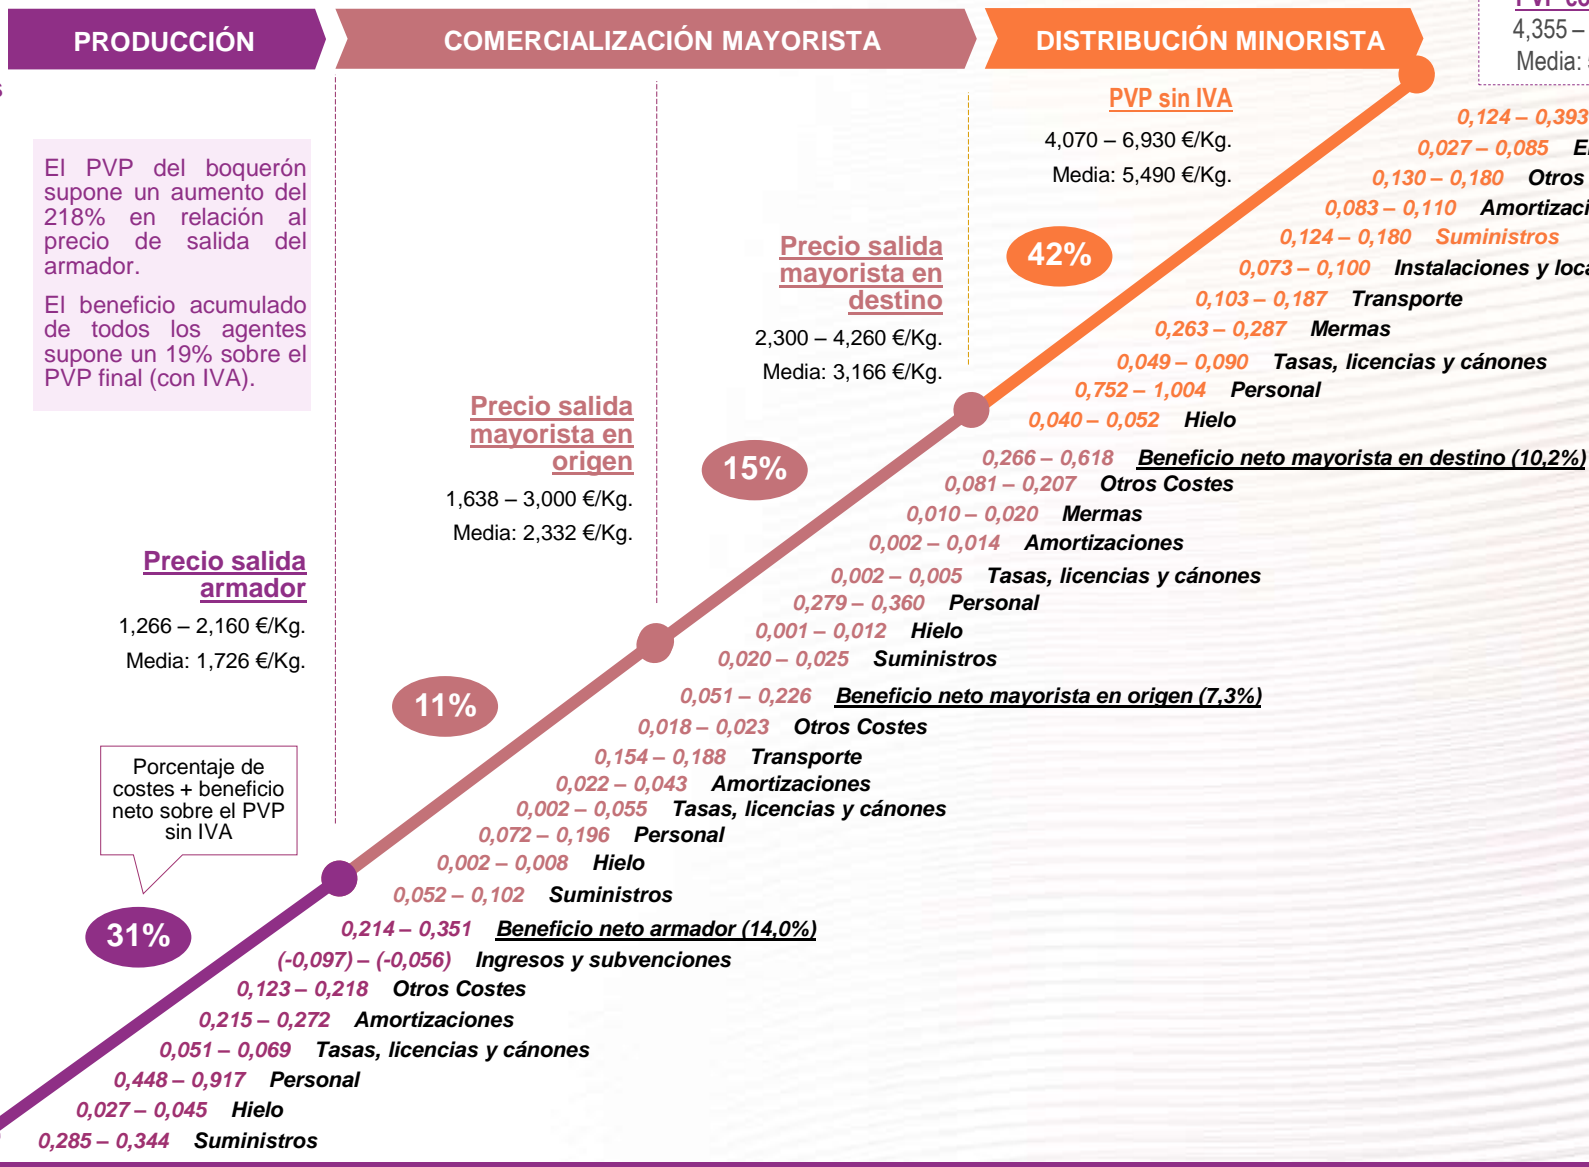 PRODUCCIÓN
COMERCIALIZACIÓN MAYORISTA
DISTRIBUCIÓN MINORISTA
4,355 –
Media:
El PVP del boquerón
supone un aumento del
218% en relación al
precio de salida del
armador.
El beneficio acumulado
de todos los agentes
supone un 19% sobre el
PVP final (con IVA).
PVP sin IVA
4,070 – 6,930 €/Kg.
Media: 5,490 €/Kg.
42%
Precio salida
mayorista en
destino
2,300 – 4,260 €/Kg.
Media: 3,166 €/Kg.
15%
Precio salida
mayorista en
origen
1,638 – 3,000 €/Kg.
Media: 2,332 €/Kg.
11%
Precio salida
armador
1,266 – 2,160 €/Kg.
Media: 1,726 €/Kg.
Porcentaje de
costes + beneficio
neto sobre el PVP
sin IVA
31%
0,124 – 0,393
0,027 – 0,085
0,130 – 0,180 Otros
0,083 – 0,110
0,124 – 0,180 Suministros
0,073 – 0,100 Instalaciones y
0,103 – 0,187 Transporte
0,263 – 0,287 Mermas
0,049 – 0,090 Tasas, licencias y cánones
0,752 – 1,004 Personal
0,040 – 0,052 Hielo
0,266 – 0,618 Beneficio neto mayorista en destino (10,2%)
0,081 – 0,207 Otros Costes
0,010 – 0,020 Mermas
0,002 – 0,014 Amortizaciones
0,002 – 0,005 Tasas, licencias y cánones
0,279 – 0,360 Personal
0,001 – 0,012 Hielo
0,020 – 0,025 Suministros
0,051 – 0,226 Beneficio neto mayorista en origen (7,3%)
0,018 – 0,023 Otros Costes
0,154 – 0,188 Transporte
0,022 – 0,043 Amortizaciones
0,002 – 0,055 Tasas, licencias y cánones
0,072 – 0,196 Personal
0,002 – 0,008 Hielo
0,052 – 0,102 Suministros
0,214 – 0,351 Beneficio neto armador (14,0%)
(-0,097) – (-0,056) Ingresos y subvenciones
0,123 – 0,218 Otros Costes
0,215 – 0,272 Amortizaciones
0,051 – 0,069 Tasas, licencias y cánones
0,448 – 0,917 Personal
0,027 – 0,045 Hielo
0,285 – 0,344 Suministros